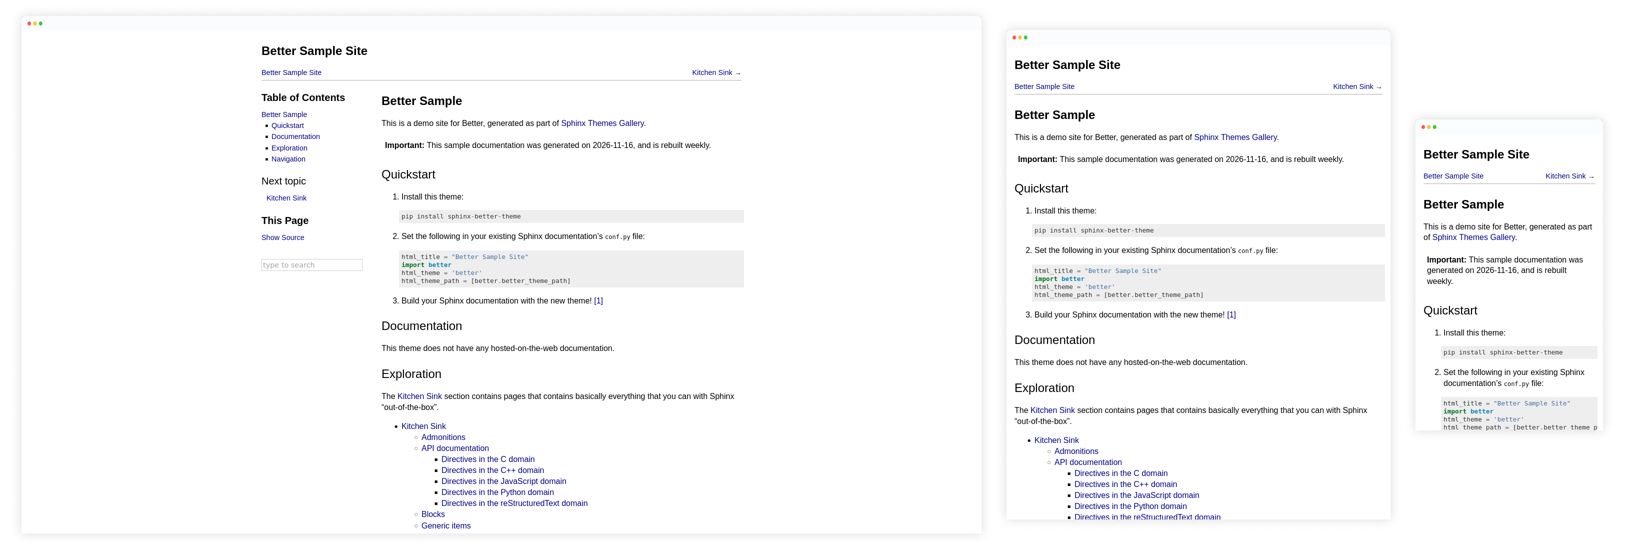 Better Sample Site
Better Sample Site Kitchen Sink →
Table of Contents
Better Sample
Quickstart
Documentation
Exploration
Navigation
Next topic
Kitchen Sink
This Page
Show Source
type to search
Better Sample
This is a demo site for Better, generated as part of Sphinx Themes Gallery.
Important: This sample documentation was generated on 2026-11-16, and is rebuilt weekly.
Quickstart
1. Install this theme:
pip install sphinx-better-theme
2. Set the following in your existing Sphinx documentation’s conf.py file:
html_title = "Better Sample Site"
import better
html_theme = 'better'
html_theme_path = [better.better_theme_path]
3. Build your Sphinx documentation with the new theme! [1]
Documentation
This theme does not have any hosted-on-the-web documentation.
Exploration
The Kitchen Sink section contains pages that contains basically everything that you can with Sphinx
“out-of-the-box”.
Kitchen Sink
Admonitions
API documentation
Directives in the C domain
Directives in the C++ domain
Directives in the JavaScript domain
Directives in the Python domain
Directives in the reStructuredText domain
Blocks
Generic items
Better Sample Site
Better Sample Site Kitchen Sink →
Better Sample
This is a demo site for Better, generated as part of Sphinx Themes Gallery.
Important: This sample documentation was generated on 2026-11-16, and is rebuilt weekly.
Quickstart
1. Install this theme:
pip install sphinx-better-theme
2. Set the following in your existing Sphinx documentation’s conf.py file:
html_title = "Better Sample Site"
import better
html_theme = 'better'
html_theme_path = [better.better_theme_path]
3. Build your Sphinx documentation with the new theme! [1]
Documentation
This theme does not have any hosted-on-the-web documentation.
Exploration
The Kitchen Sink section contains pages that contains basically everything that you can with Sphinx
“out-of-the-box”.
Kitchen Sink
Admonitions
API documentation
Directives in the C domain
Directives in the C++ domain
Directives in the JavaScript domain
Directives in the Python domain
Directives in the reStructuredText domain
Better Sample Site
Better Sample Site Kitchen Sink →
Better Sample
This is a demo site for Better, generated as part
of Sphinx Themes Gallery.
Important: This sample documentation was
generated on 2026-11-16, and is rebuilt
weekly.
Quickstart
1. Install this theme:
pip install sphinx-better-theme
2. Set the following in your existing Sphinx
documentation’s conf.py file:
html_title = "Better Sample Site"
import better
html_theme = 'better'
html_theme_path = [better.better_theme_p